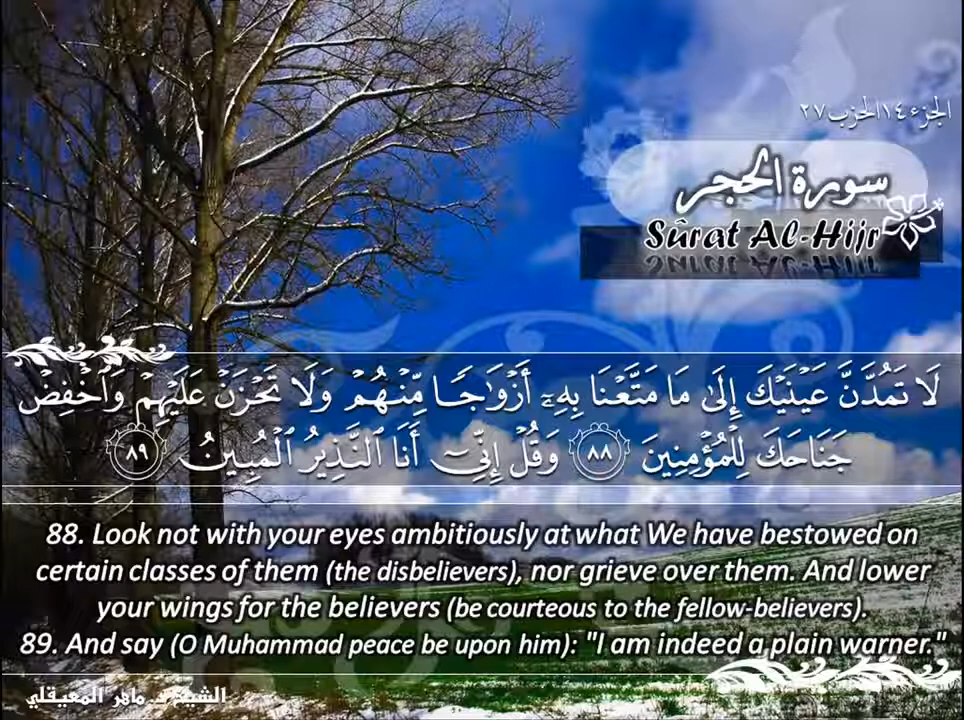 الجزء ١٤ الحزب ٢٧
سورة الحجر
Sûrat Al-Hijr
لَا تَمُدَّنَّ عَيْنَيْكَ إِلَىٰ مَا مَتَّعْنَا بِهِۦٓ أَزْوَٰجًا مِّنْهُمْ وَلَا تَحْزَنْ عَلَيْهِمْ وَٱخْفِضْ
جَنَاحَكَ لِلْمُؤْمِنِينَ ٨٨ وَقُلْ إِنِّىٓ أَنَا ٱلنَّذِيرُ ٱلْمُبِينُ ٨٩
88. Look not with your eyes ambitiously at what We have bestowed on
certain classes of them (the disbelievers), nor grieve over them. And lower
your wings for the believers (be courteous to the fellow-believers).
89. And say (O Muhammad peace be upon him): "I am indeed a plain warner."
الشيخ د. ماهر المعيقلي